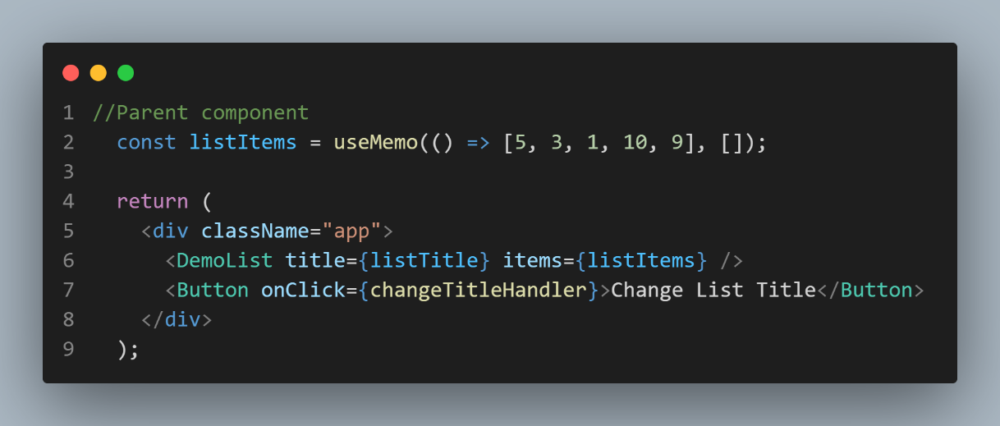 1 //Parent component
2   const listItems = useMemo(() => [5, 3, 1, 10, 9], []);
3
4   return (
5     <div className="app">
6       <DemoList title={listTitle} items={listItems} />
7       <Button onClick={changeTitleHandler}>Change List Title</Button>
8     </div>
9   );